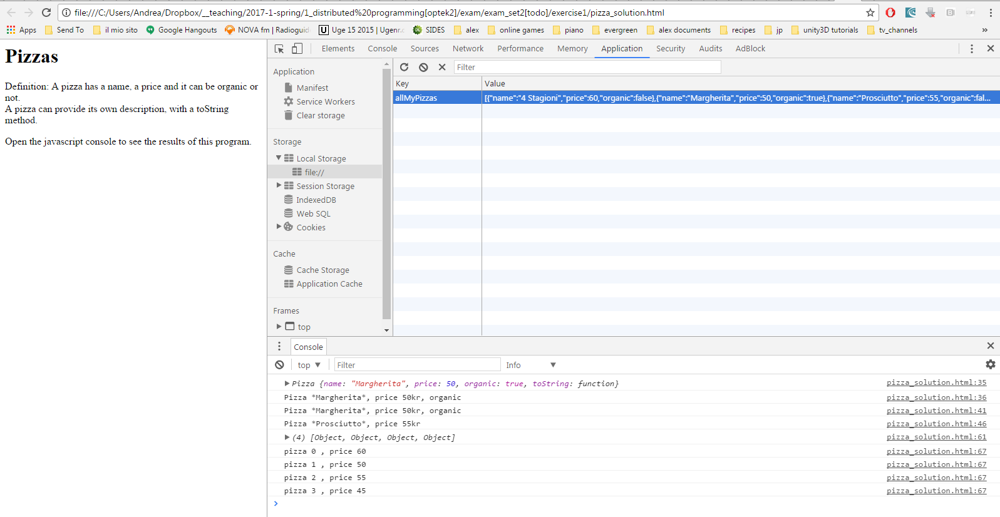 file:///C:/Users/Andrea/Dropbox/__teaching/2017-1-spring/1_distributed%20programming[optek2]/exam/exam_set2[todo]/exercise1/pizza_solution.html
Apps Send To il mio sito Google Hangouts NOVA fm | Radioguid Uge 15 2015 | Ugenr.c SIDES alex online games piano evergreen alex documents recipes jp unity3D tutorials tv_channels »
Pizzas
Definition: A pizza has a name, a price and it can be organic or
not.
A pizza can provide its own description, with a toString
method.
Open the javascript console to see the results of this program.
Elements Console Sources Network Performance Memory Application Security Audits AdBlock
Application
Manifest
Service Workers
Clear storage
Storage
Local Storage
file://
Session Storage
IndexedDB
Web SQL
Cookies
Cache
Cache Storage
Application Cache
Frames
top
Filter
Key Value
allMyPizzas [{"name":"4 Stagioni","price":60,"organic":false},{"name":"Margherita","price":50,"organic":true},{"name":"Prosciutto","price":55,"organic":fal...
Console
top Filter Info
Pizza {name: "Margherita", price: 50, organic: true, toString: function} pizza_solution.html:35
Pizza *Margherita*, price 50kr, organic pizza_solution.html:36
Pizza *Margherita*, price 50kr, organic pizza_solution.html:41
Pizza *Prosciutto*, price 55kr pizza_solution.html:46
(4) [Object, Object, Object, Object] pizza_solution.html:61
pizza 0 , price 60 pizza_solution.html:67
pizza 1 , price 50 pizza_solution.html:67
pizza 2 , price 55 pizza_solution.html:67
pizza 3 , price 45 pizza_solution.html:67